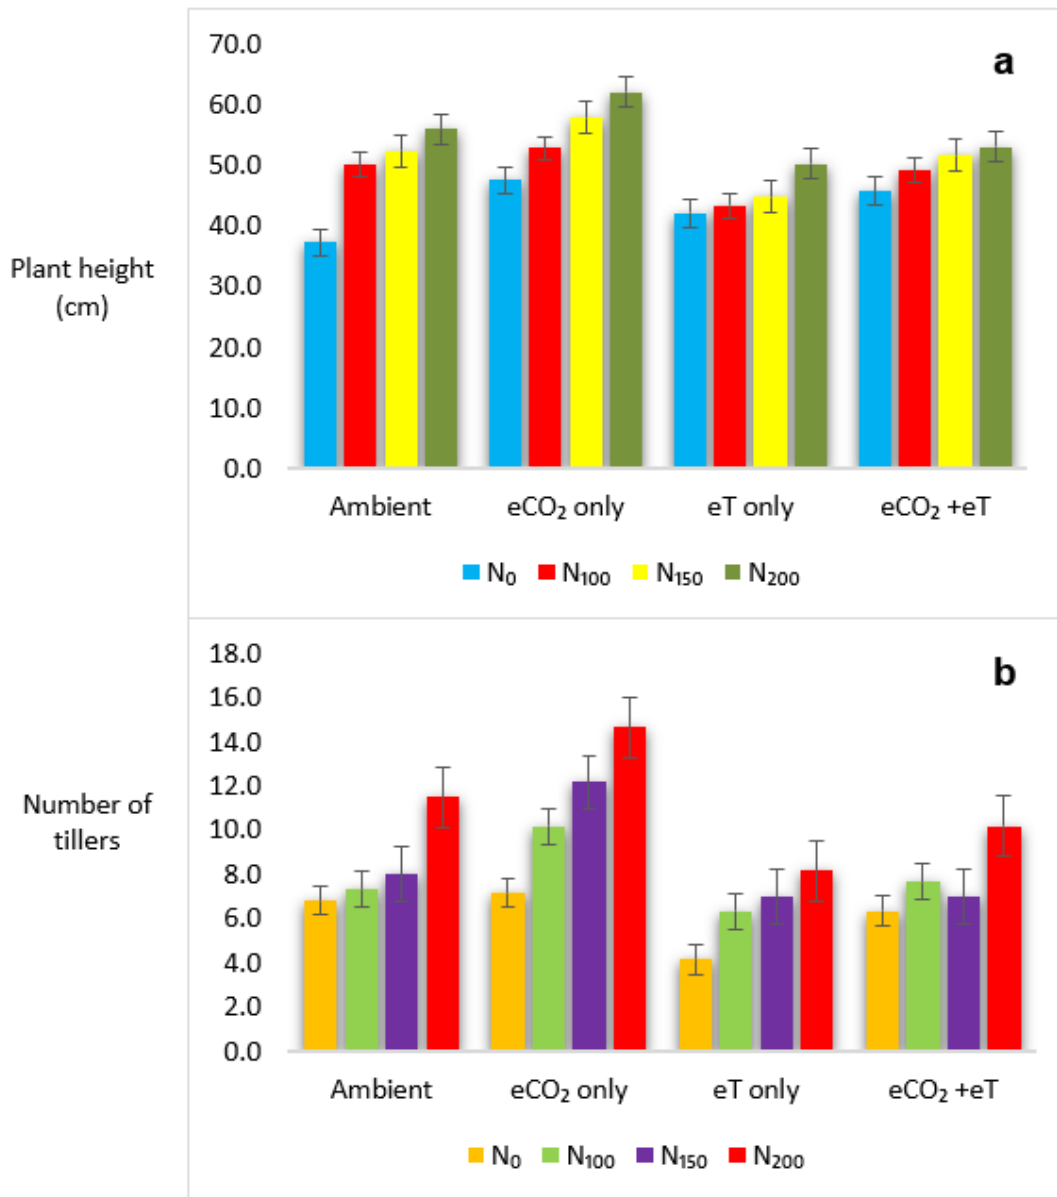 a
70.0
60.0
50.0
40.0
30.0
20.0
10.0
0.0
Plant height
(cm)
Ambient eCO₂ only eT only eCO₂ +eT
N₀ N₁₀₀ N₁₅₀ N₂₀₀
b
18.0
16.0
14.0
12.0
10.0
8.0
6.0
4.0
2.0
0.0
Number of
tillers
Ambient eCO₂ only eT only eCO₂ +eT
N₀ N₁₀₀ N₁₅₀ N₂₀₀